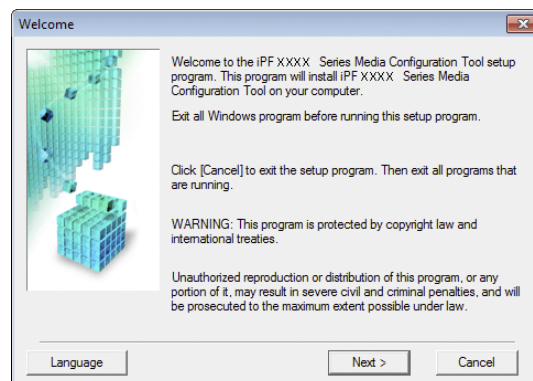 Welcome
Welcome to the iPF XXXX Series Media Configuration Tool setup
program. This program will install iPF XXXX Series Media
Configuration Tool on your computer.
Exit all Windows program before running this setup program.
Click [Cancel] to exit the setup program. Then exit all programs that
are running.
WARNING: This program is protected by copyright law and
international treaties.
Unauthorized reproduction or distribution of this program, or any
portion of it, may result in severe civil and criminal penalties, and will
be prosecuted to the maximum extent possible under law.
Language
Next >
Cancel